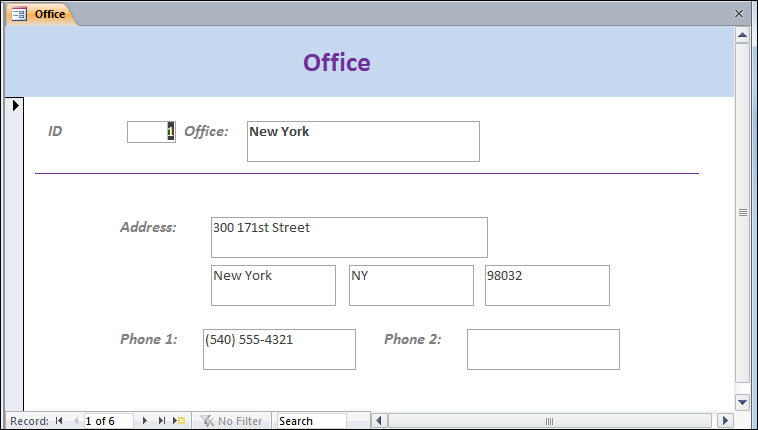 Office
Office
ID 1 Office: New York
Address: 300 171st Street
New York NY 98032
Phone 1: (540) 555-4321 Phone 2:
Record: 1 of 6 No Filter Search